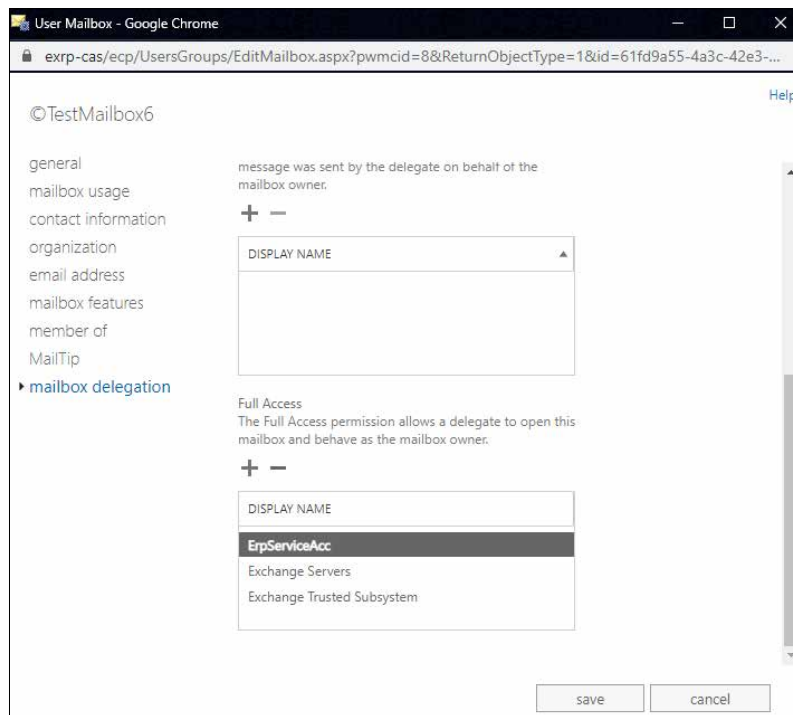 User Mailbox - Google Chrome
exrp-cas/ecp/UsersGroups/EditMailbox.aspx?pwmcid=8&ReturnObjectType=1&id=61fd9a55-4a3c-42e3-...
Help
©TestMailbox6
general
mailbox usage
contact information
organization
email address
mailbox features
member of
MailTip
mailbox delegation
message was sent by the delegate on behalf of the
mailbox owner.
DISPLAY NAME
Full Access
The Full Access permission allows a delegate to open this
mailbox and behave as the mailbox owner.
DISPLAY NAME
ErpServiceAcc
Exchange Servers
Exchange Trusted Subsystem
save
cancel